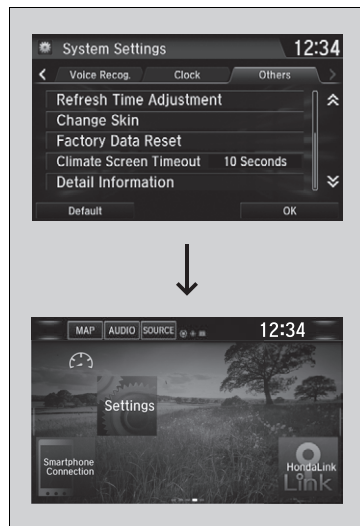 System Settings 12:34
Voice Recog. Clock Others
Refresh Time Adjustment
Change Skin
Factory Data Reset
Climate Screen Timeout 10 Seconds
Detail Information
Default OK
MAP AUDIO SOURCE 12:34
Settings
Smartphone
Connection
HondaLink
Link